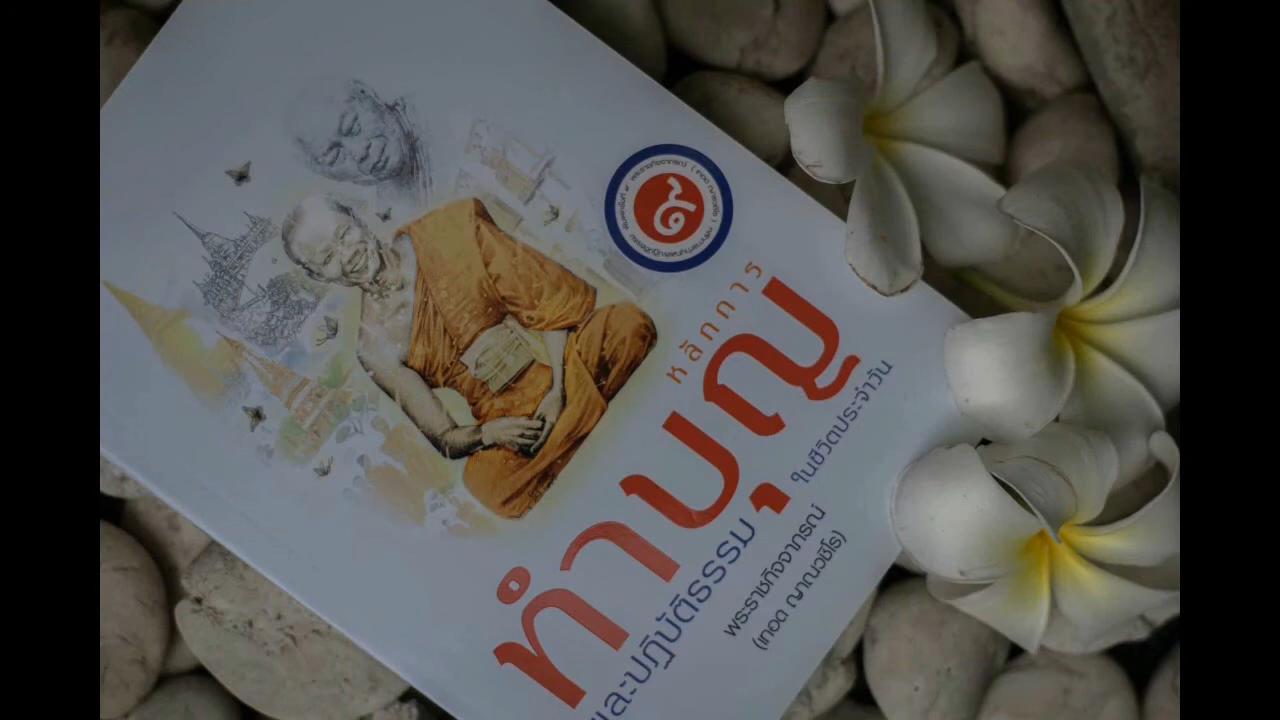 หลักการ
ทำบุญ
และปฏิบัติธรรม
ในชีวิตประจำวัน
พระราชกิจจาภรณ์
(เทอด ญาณวชิโร)